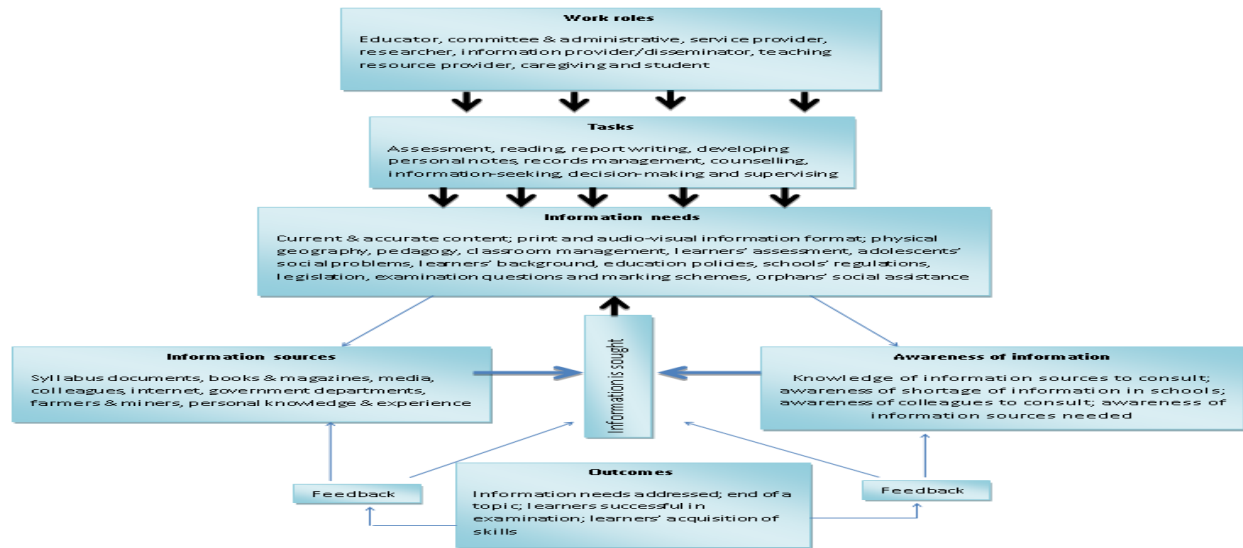 Work roles
Educator, committee & administrative, service provider,
researcher, information provider/disseminator, teaching
resource provider, caregiving and student
Tasks
Assessment, reading, report writing, developing
personal notes, records management, counselling,
information-seeking, decision-making and supervising
Information needs
Current & accurate content; print and audio-visual information format; physical
geography, pedagogy, classroom management, learners' assessment, adolescents'
social problems, learners' background, education policies, schools' regulations,
legislation, examination questions and marking schemes, orphans' social assistance
Information sources
Syllabus documents, books & magazines, media,
colleagues, internet, government departments,
farmers & miners, personal knowledge & experience
Information is sought
Awareness of information
Knowledge of information sources to consult;
awareness of shortage of information in schools;
awareness of colleagues to consult; awareness of
information sources needed
Feedback
Outcomes
Information needs addressed; end of a
topic; learners successful in
examination; learners' acquisition of
skills
Feedback